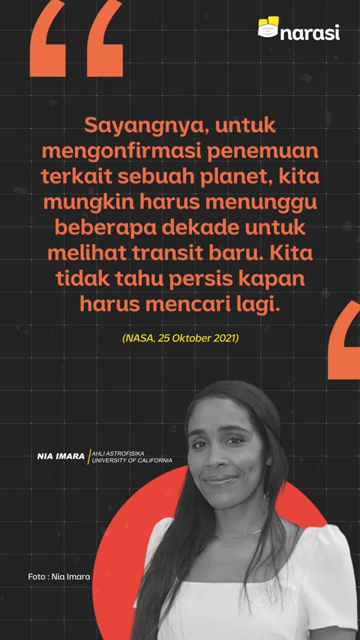 narasi
Sayangnya, untuk
mengonfirmasi penemuan
terkait sebuah planet, kita
mungkin harus menunggu
beberapa dekade untuk
melihat transit baru. Kita
tidak tahu persis kapan
harus mencari lagi.
(NASA, 25 Oktober 2021)
NIA IMARA
AHLI ASTROFISIKA
UNIVERSITY OF CALIFORNIA
Foto : Nia Imara